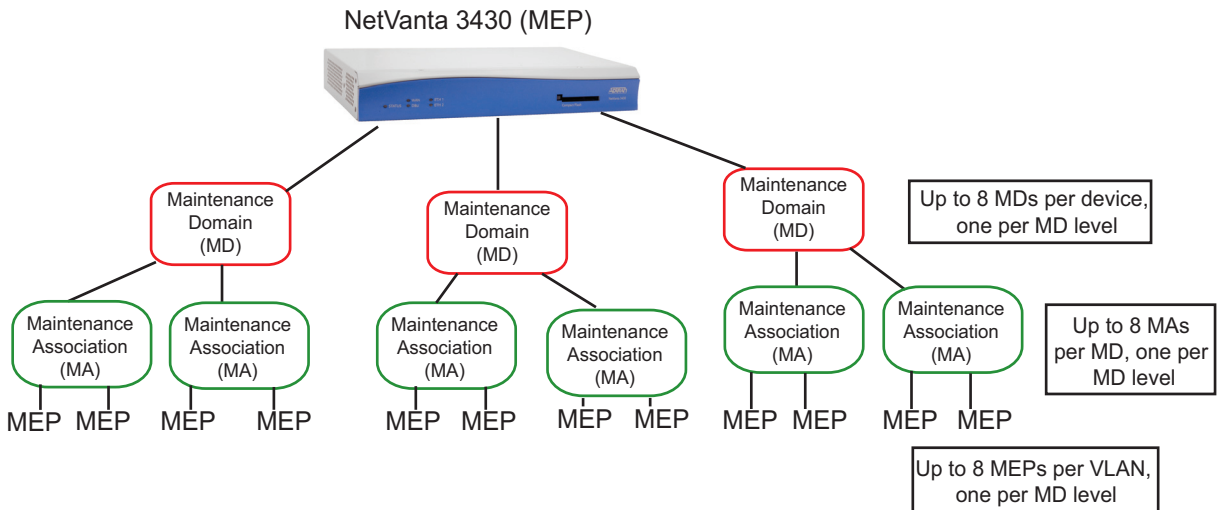 NetVanta 3430 (MEP)
Maintenance
Domain
(MD)
Maintenance
Domain
(MD)
Maintenance
Domain
(MD)
Up to 8 MDs per device,
one per MD level
Maintenance
Association
(MA)
Maintenance
Association
(MA)
Maintenance
Association
(MA)
Maintenance
Association
(MA)
Maintenance
Association
(MA)
Maintenance
Association
(MA)
Up to 8 MAs
per MD, one per
MD level
MEP MEP MEP MEP MEP MEP MEP MEP MEP MEP MEP MEP
Up to 8 MEPs per VLAN,
one per MD level